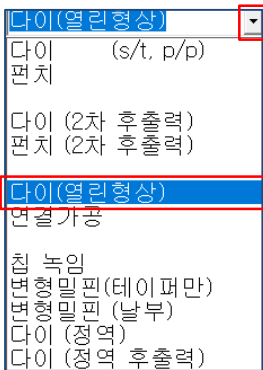 다이(열린형상)
다이 (s/t, p/p)
펀치
다이 (2차 후출력)
펀치 (2차 후출력)
다이(열린형상)
연결가공
칩 녹임
변형밀핀(테이퍼만)
변형밀핀 (날부)
다이 (정역)
다이 (정역 후출력)